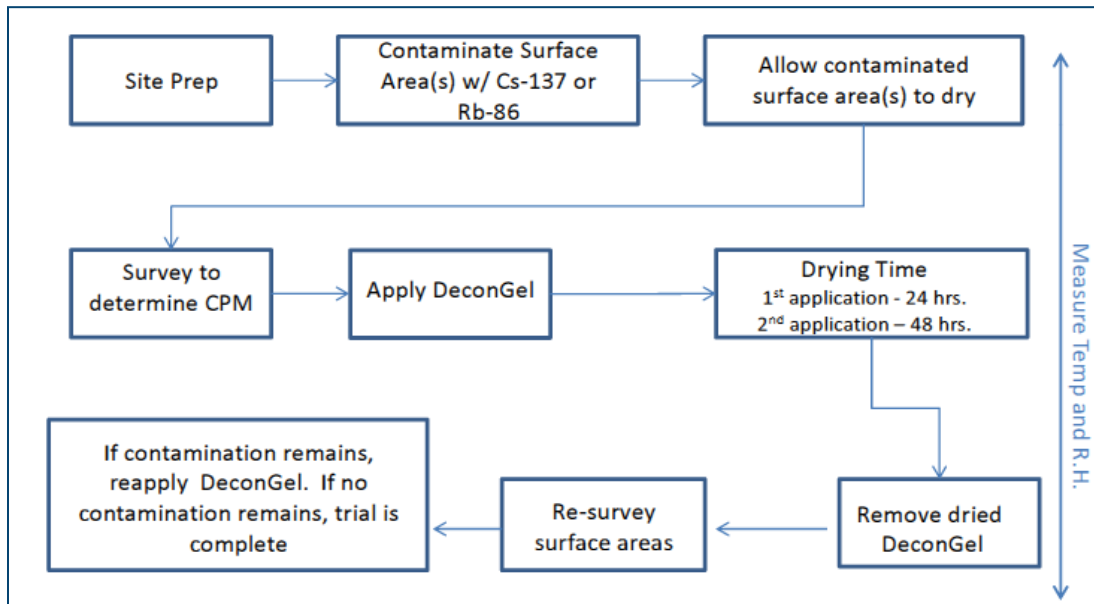 Site Prep
Contaminate Surface
Area(s) w/ Cs-137 or
Rb-86
Allow contaminated
surface area(s) to dry
Survey to
determine CPM
Apply DeconGel
Drying Time
1st application - 24 hrs.
2nd application – 48 hrs.
Remove dried
DeconGel
Re-survey
surface areas
If contamination remains,
reapply DeconGel. If no
contamination remains, trial is
complete
Measure Temp and R.H.